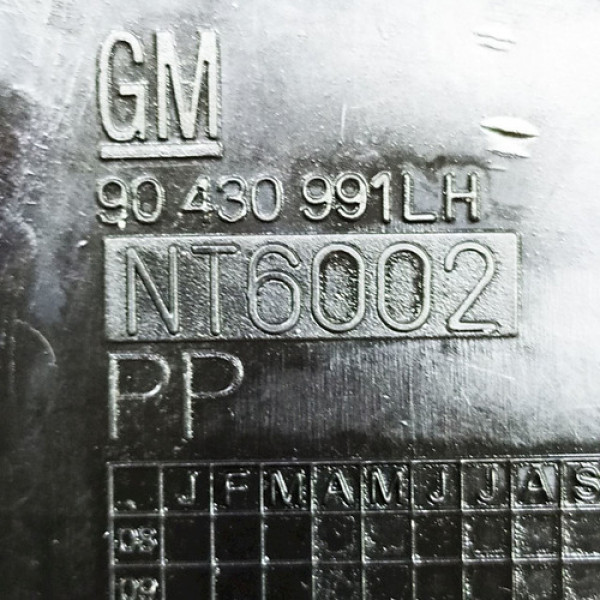 GM
90 430 991LH
NT6002
PP
J F M A M J J A S
08
09